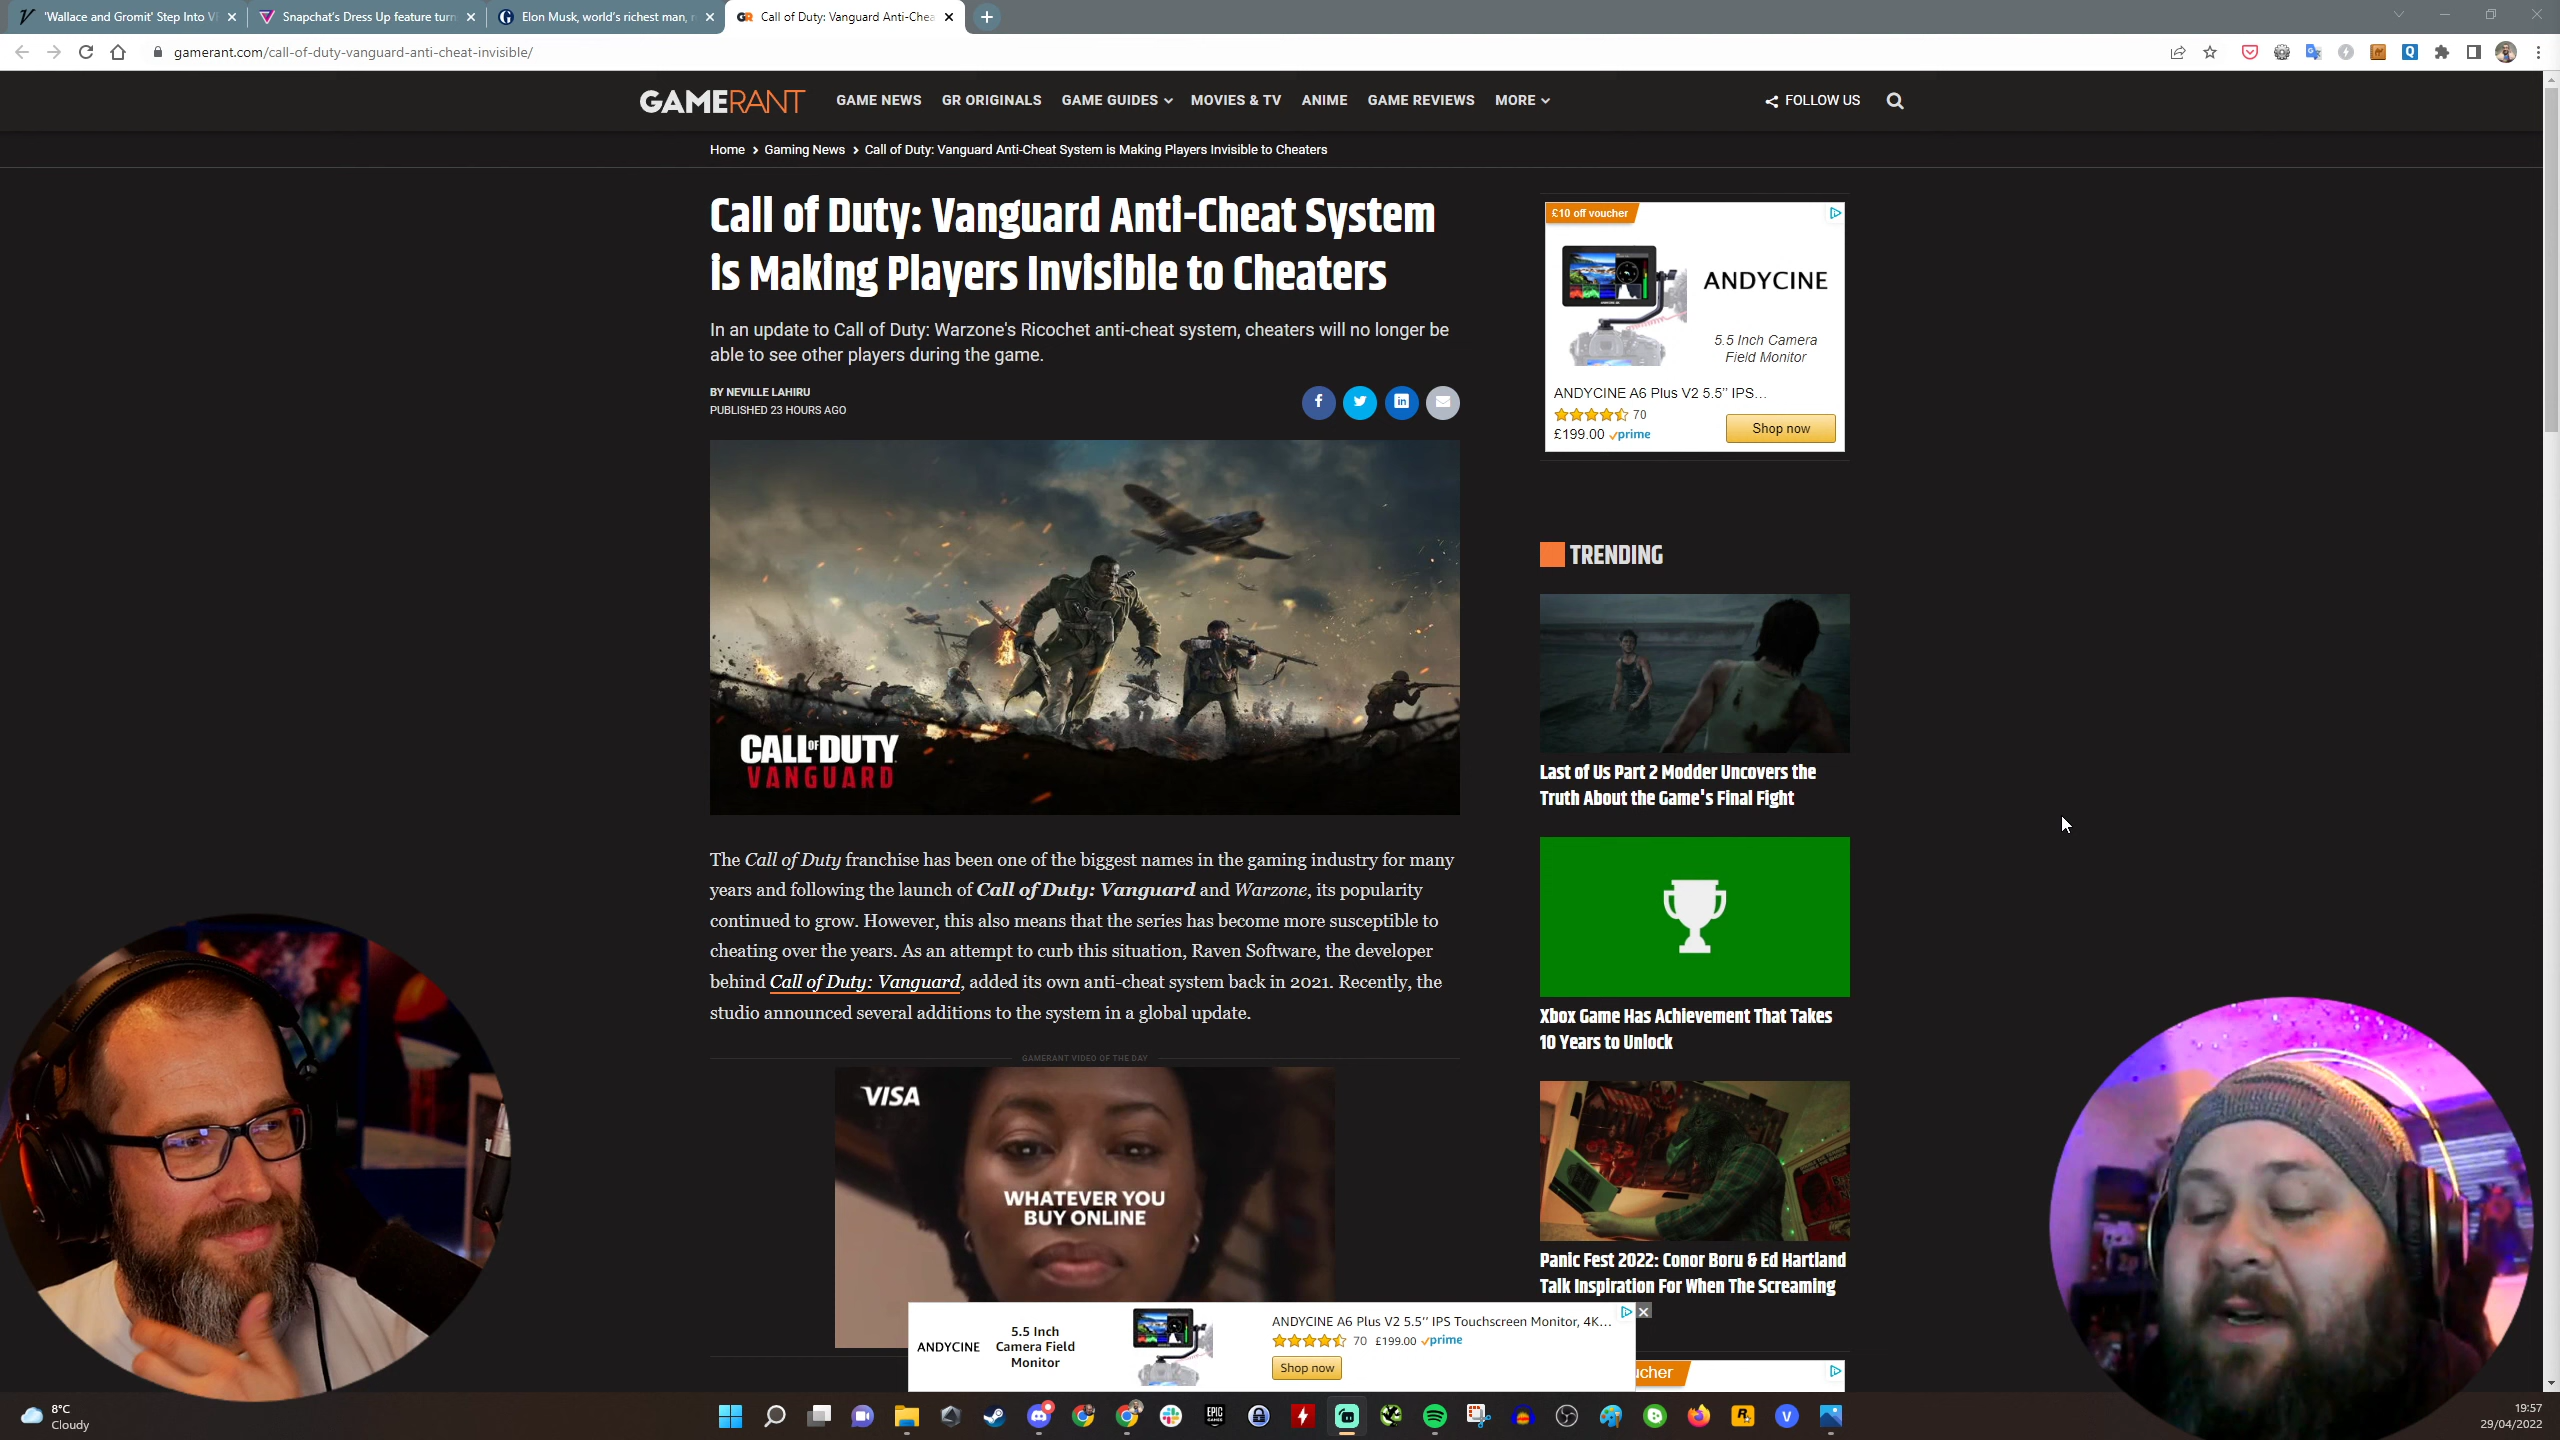 'Wallace and Gromit' Step Into V
Snapchat's Dress Up feature turn
Elon Musk, world's richest man, r
Call of Duty: Vanguard Anti-Chea
gamerant.com/call-of-duty-vanguard-anti-cheat-invisible/
GAMERANT
GAME NEWS
GR ORIGINALS
GAME GUIDES
MOVIES & TV
ANIME
GAME REVIEWS
MORE
FOLLOW US
Home > Gaming News > Call of Duty: Vanguard Anti-Cheat System is Making Players Invisible to Cheaters
Call of Duty: Vanguard Anti-Cheat System
is Making Players Invisible to Cheaters
In an update to Call of Duty: Warzone's Ricochet anti-cheat system, cheaters will no longer be
able to see other players during the game.
BY NEVILLE LAHIRU
PUBLISHED 23 HOURS AGO
CALL OF DUTY
VANGUARD
The Call of Duty franchise has been one of the biggest names in the gaming industry for many
years and following the launch of Call of Duty: Vanguard and Warzone, its popularity
continued to grow. However, this also means that the series has become more susceptible to
cheating over the years. As an attempt to curb this situation, Raven Software, the developer
behind Call of Duty: Vanguard, added its own anti-cheat system back in 2021. Recently, the
studio announced several additions to the system in a global update.
GAMERANT VIDEO OF THE DAY
VISA
WHATEVER YOU
BUY ONLINE
£10 off voucher
ANDYCINE
5.5 Inch Camera
Field Monitor
ANDYCINE A6 Plus V2 5.5'' IPS...
70
£199.00 prime
Shop now
TRENDING
Last of Us Part 2 Modder Uncovers the
Truth About the Game's Final Fight
Xbox Game Has Achievement That Takes
10 Years to Unlock
Panic Fest 2022: Conor Boru & Ed Hartland
Talk Inspiration For When The Screaming
ANDYCINE
5.5 Inch
Camera Field
Monitor
ANDYCINE A6 Plus V2 5.5'' IPS Touchscreen Monitor, 4K...
70 £199.00 prime
Shop now
ucher
8°C
Cloudy
19:57
29/04/2022